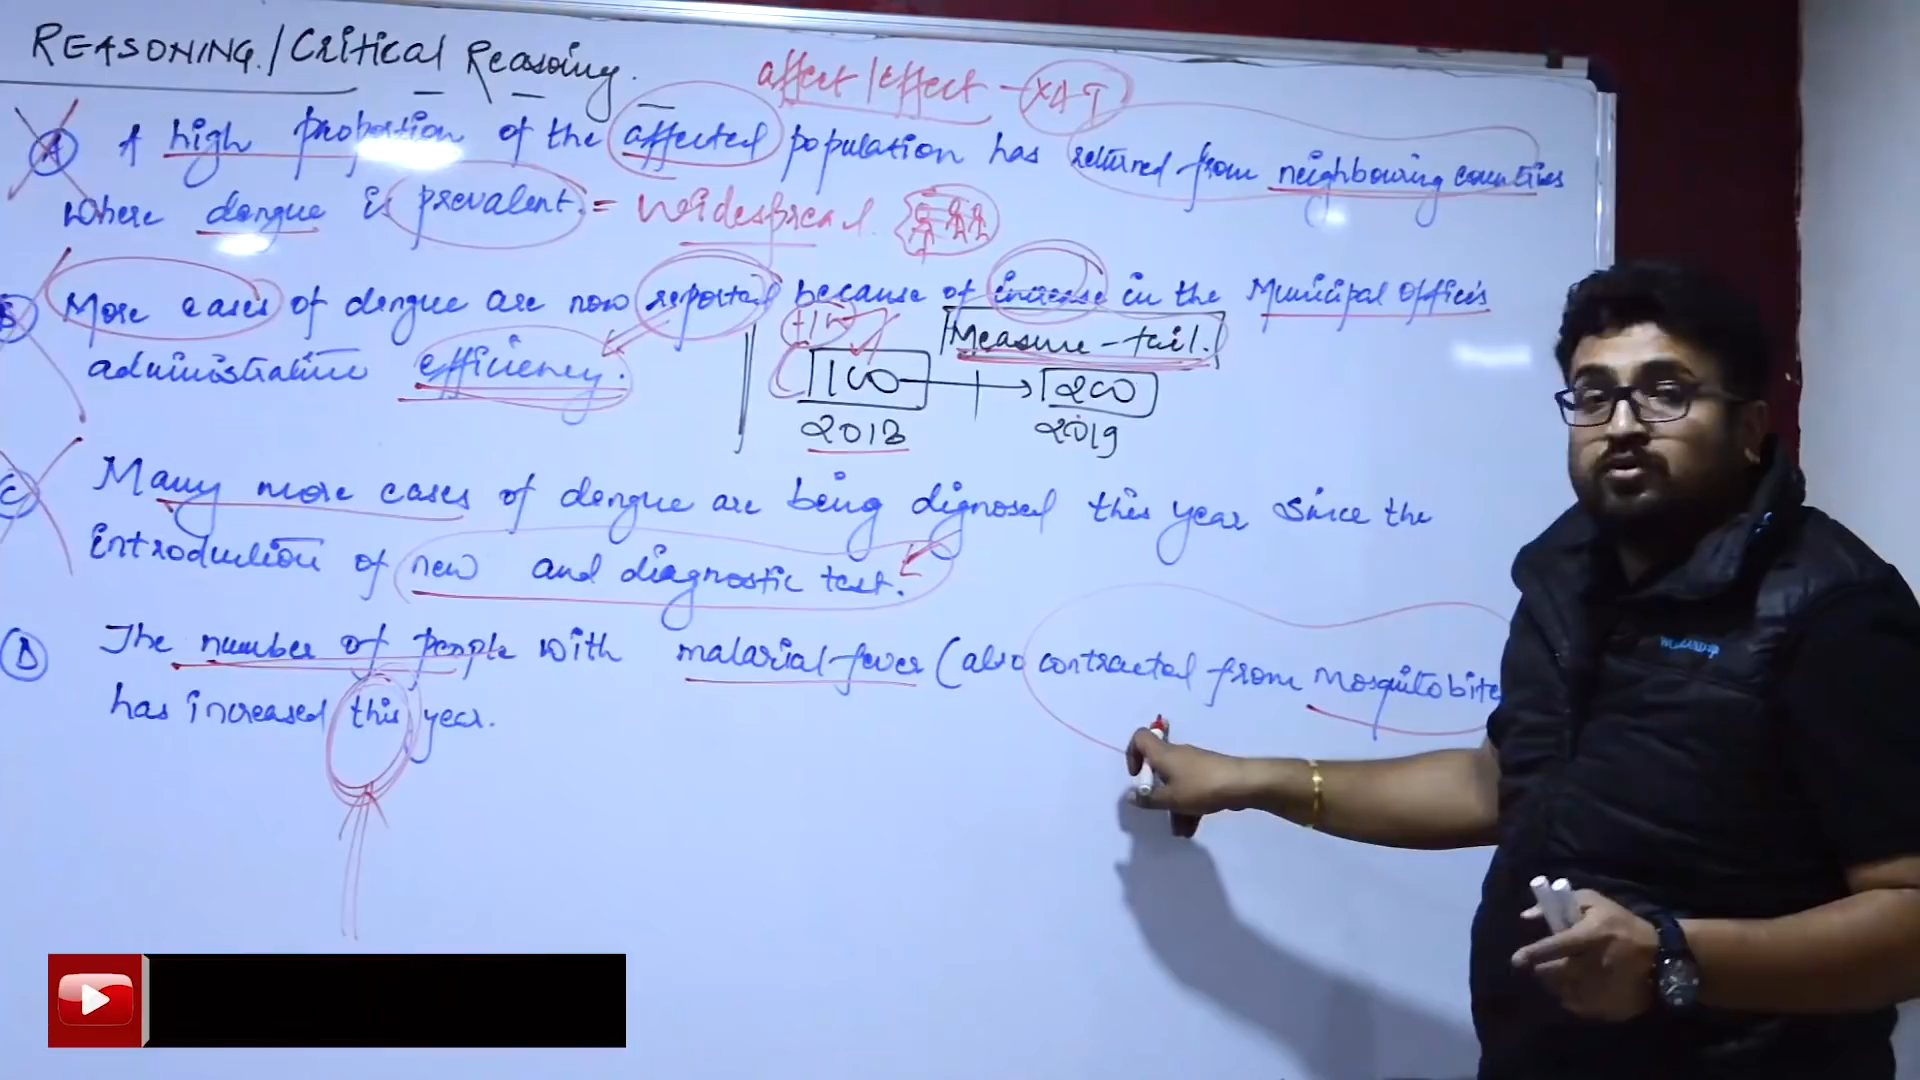 REASONING./Critical Reasoning.
affect/effect - XAT
A A high proportion of the affected population has returned from neighbouring countries
Where dengue is prevalent. = Widespread.
B More cases of dengue are now reported because of increase in the Municipal Office's
administrative efficiency.
Measure - fail.
100 → 200
2018 2019
C Many more cases of dengue are being dignosed this year since the
introduction of new and diagnostic test.
D The number of people with malarial fever (also contracted from mosquito bite
has increased this year.